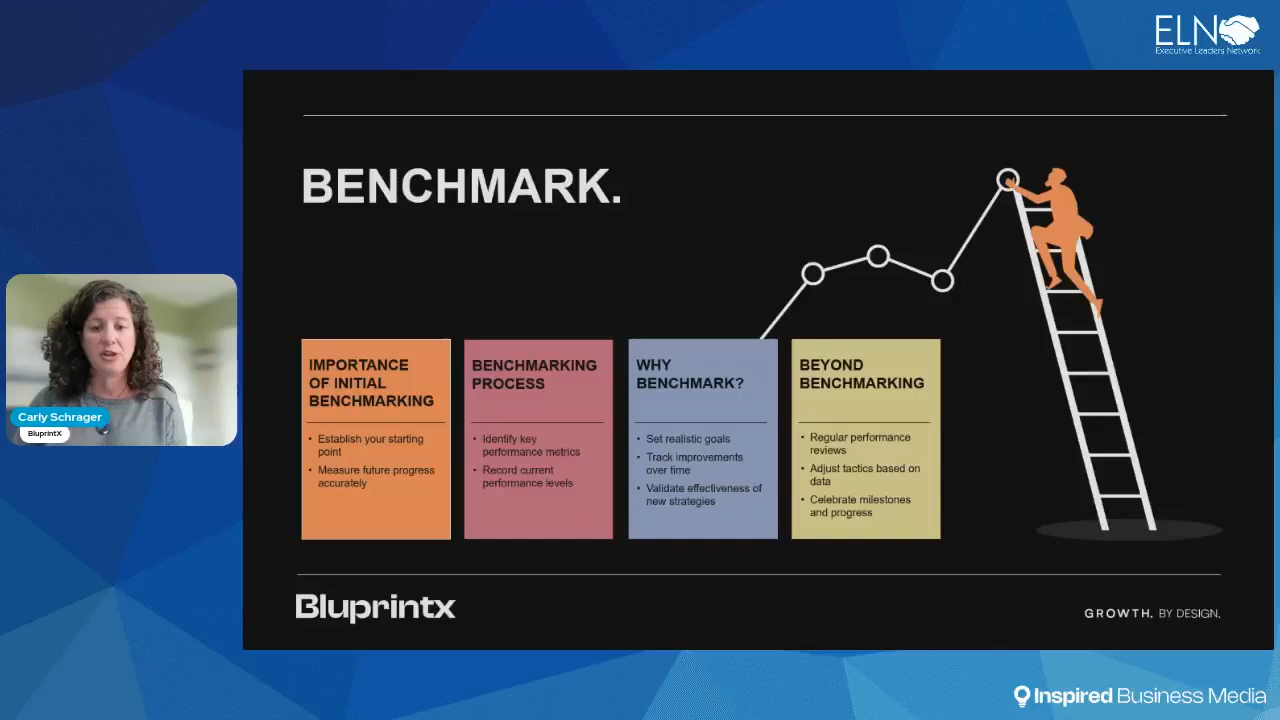 ELN
Executive Leaders Network
BENCHMARK.
IMPORTANCE
OF INITIAL
BENCHMARKING
• Establish your starting
point
• Measure future progress
accurately
BENCHMARKING
PROCESS
• Identify key
performance metrics
• Record current
performance levels
WHY
BENCHMARK?
• Set realistic goals
• Track improvements
over time
• Validate effectiveness of
new strategies
BEYOND
BENCHMARKING
• Regular performance
reviews
• Adjust tactics based on
data
• Celebrate milestones
and progress
Carly Schrager
BluprintX
Bluprintx
GROWTH. BY DESIGN.
Inspired Business Media